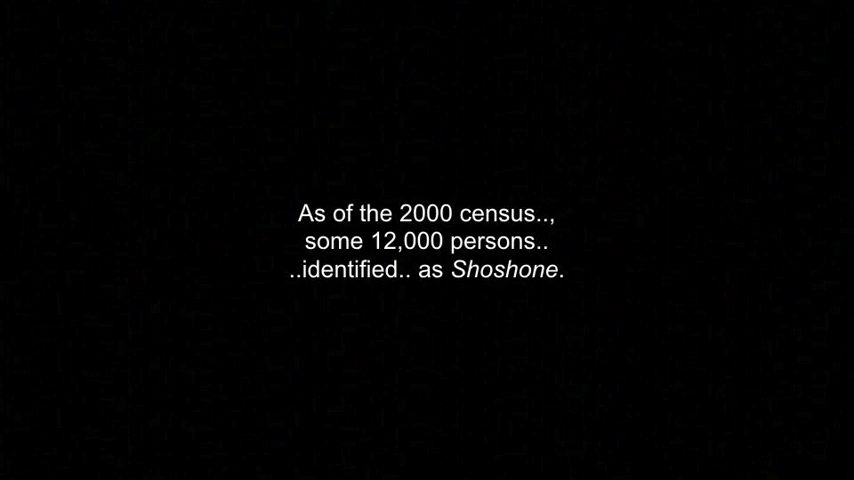 As of the 2000 census..,
some 12,000 persons..
..identified.. as Shoshone.